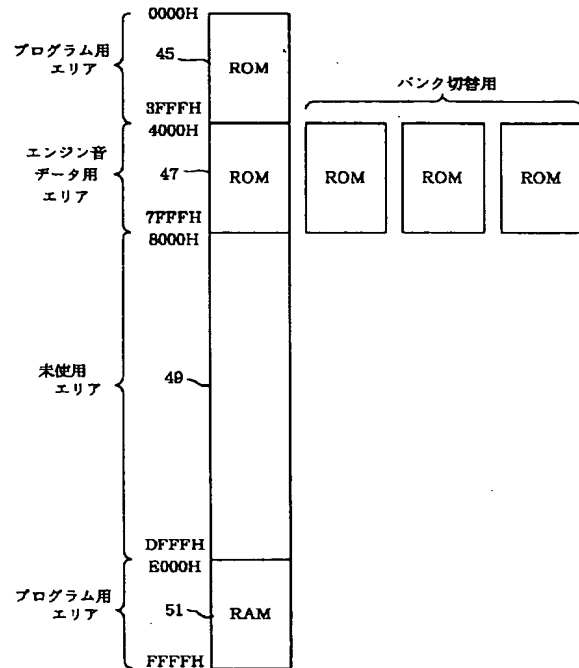 0000H
プログラム用
エリア
45
ROM
3FFFH
バンク切替用
4000H
エンジン音
データ用
エリア
47
ROM
ROM
ROM
ROM
7FFFH
8000H
未使用
エリア
49
DFFFH
E000H
プログラム用
エリア
51
RAM
FFFFH